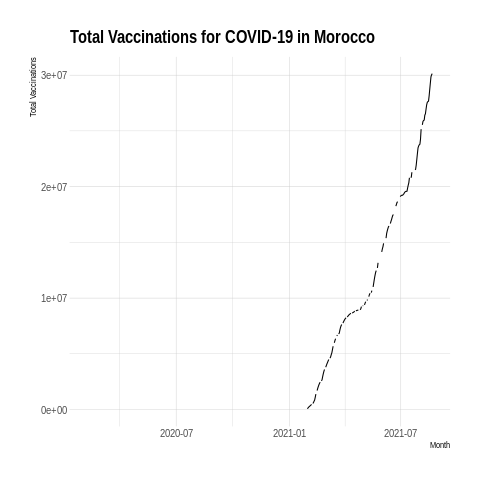 Total Vaccinations for COVID-19 in Morocco
Total Vaccinations
3e+07
2e+07
1e+07
0e+00
2020-07 2021-01 2021-07
Month